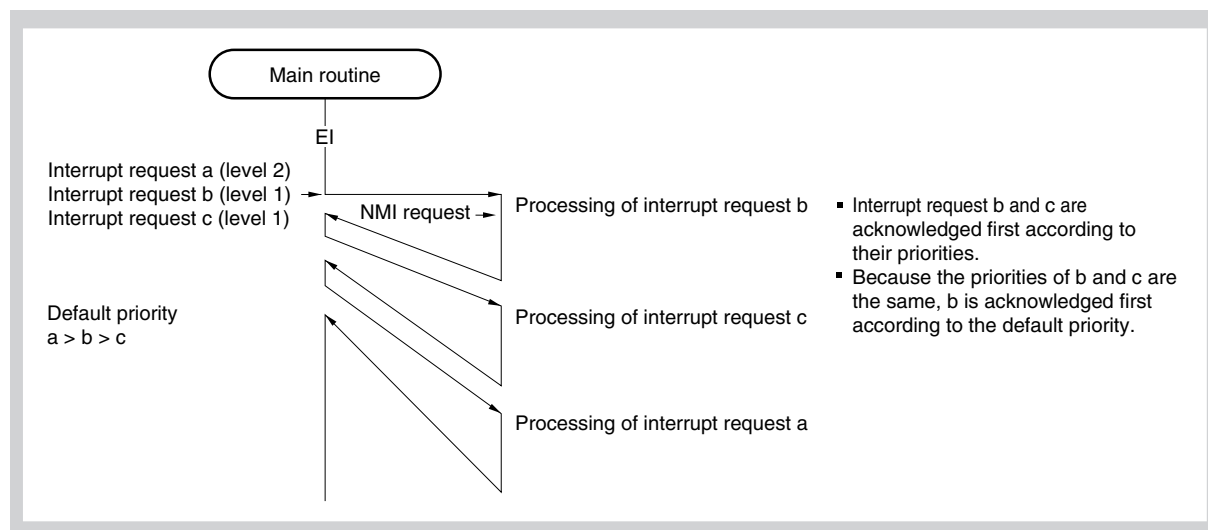 Main routine
EI
Interrupt request a (level 2)
Interrupt request b (level 1)
Interrupt request c (level 1)
NMI request
Processing of interrupt request b
Processing of interrupt request c
Processing of interrupt request a
Default priority
a > b > c
▪ Interrupt request b and c are
acknowledged first according to
their priorities.
▪ Because the priorities of b and c are
the same, b is acknowledged first
according to the default priority.